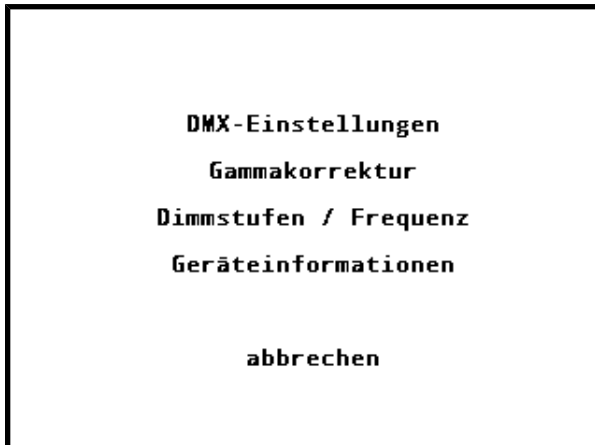 DMX-Einstellungen
Gammakorrektur
Dimmstufen / Frequenz
Geräteinformationen
abbrechen